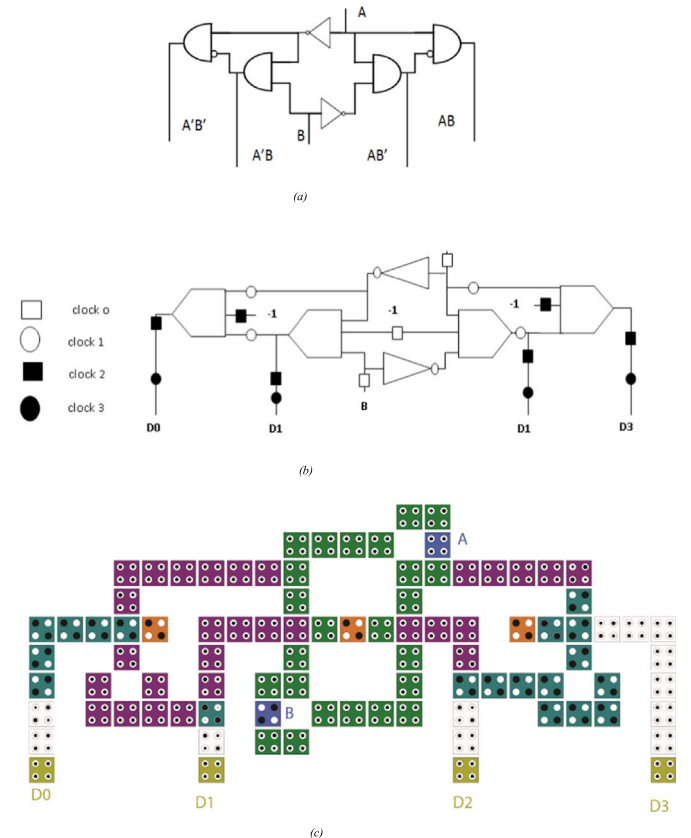 A
A'B'
A'B
B
AB'
AB
(a)
clock o
clock 1
clock 2
clock 3
-1
-1
-1
B
D0
D1
D1
D3
(b)
A
B
D0
D1
D2
D3
(c)